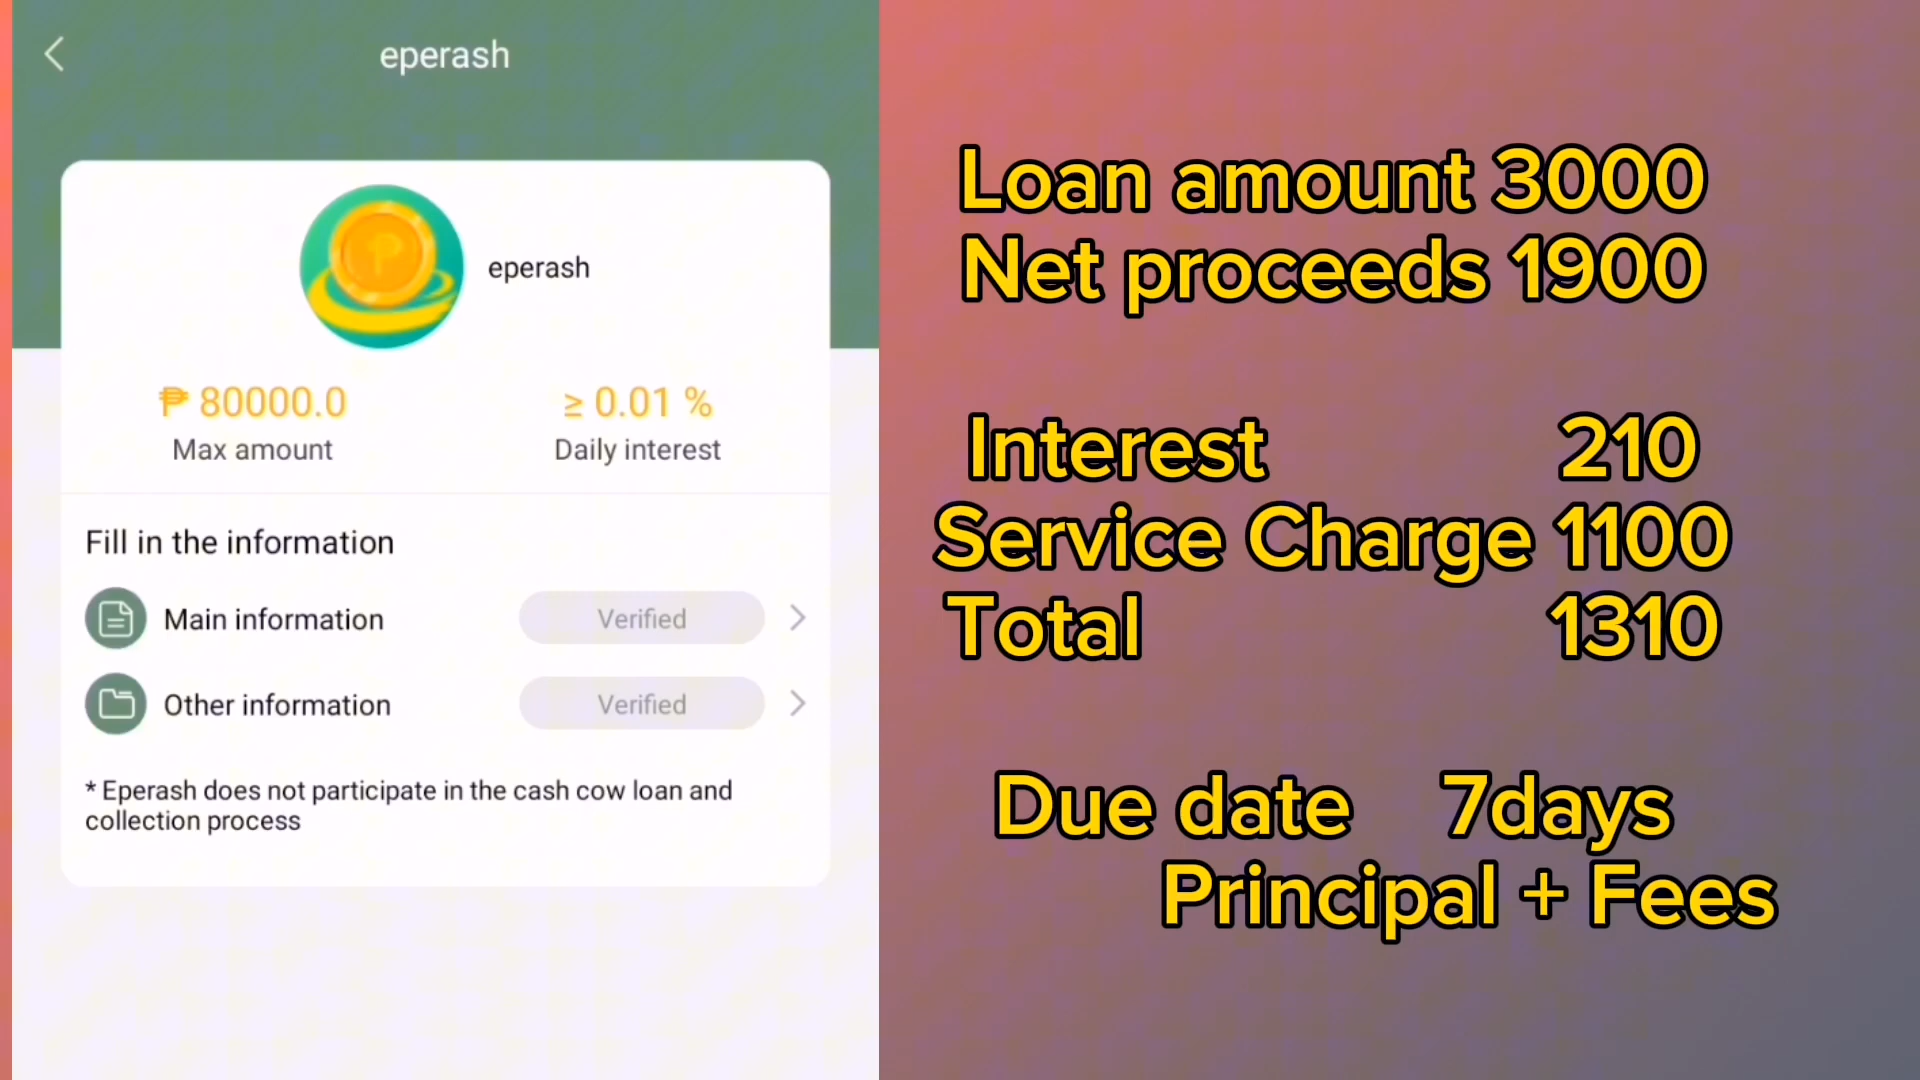 eperash
eperash
₱ 80000.0
Max amount
≥ 0.01 %
Daily interest
Fill in the information
Main information Verified
Other information Verified
* Eperash does not participate in the cash cow loan and
collection process
Loan amount 3000
Net proceeds 1900
Interest 210
Service Charge 1100
Total 1310
Due date 7days
Principal + Fees